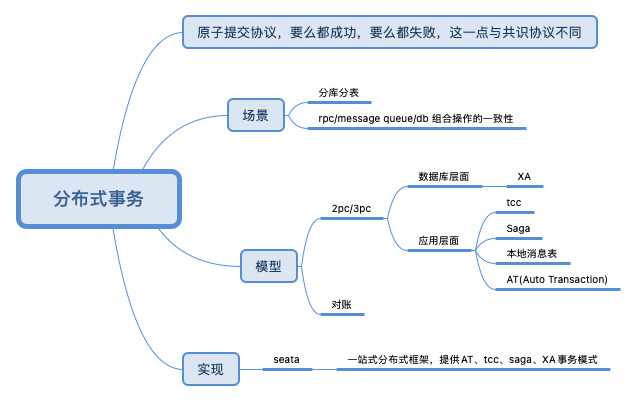 原子提交协议，要么都成功，要么都失败，这一点与共识协议不同
场景
分库分表
rpc/message queue/db 组合操作的一致性
分布式事务
模型
2pc/3pc
数据库层面
XA
应用层面
tcc
Saga
本地消息表
AT(Auto Transaction)
对账
实现
seata
一站式分布式框架，提供AT、tcc、saga、XA事务模式